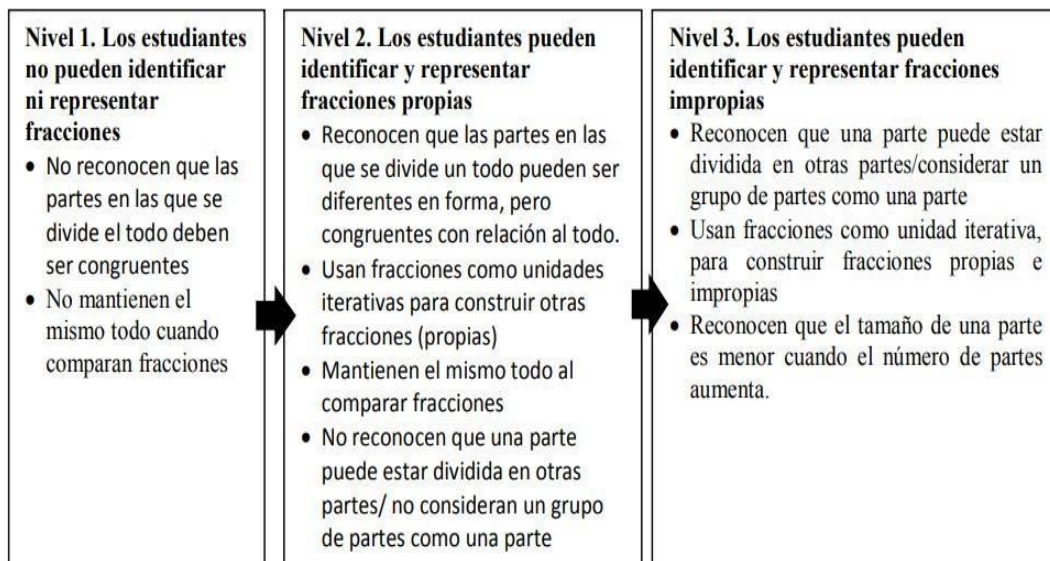 Nivel 1. Los estudiantes
no pueden identificar
ni representar
fracciones
• No reconocen que las
partes en las que se
divide el todo deben
ser congruentes
• No mantienen el
mismo todo cuando
comparan fracciones
Nivel 2. Los estudiantes pueden
identificar y representar
fracciones propias
• Reconocen que las partes en las
que se divide un todo pueden ser
diferentes en forma, pero
congruentes con relación al todo.
• Usan fracciones como unidades
iterativas para construir otras
fracciones (propias)
• Mantienen el mismo todo al
comparar fracciones
• No reconocen que una parte
puede estar dividida en otras
partes/ no consideran un grupo
de partes como una parte
Nivel 3. Los estudiantes pueden
identificar y representar fracciones
impropias
• Reconocen que una parte puede estar
dividida en otras partes/considerar un
grupo de partes como una parte
• Usan fracciones como unidad iterativa,
para construir fracciones propias e
impropias
• Reconocen que el tamaño de una parte
es menor cuando el número de partes
aumenta.